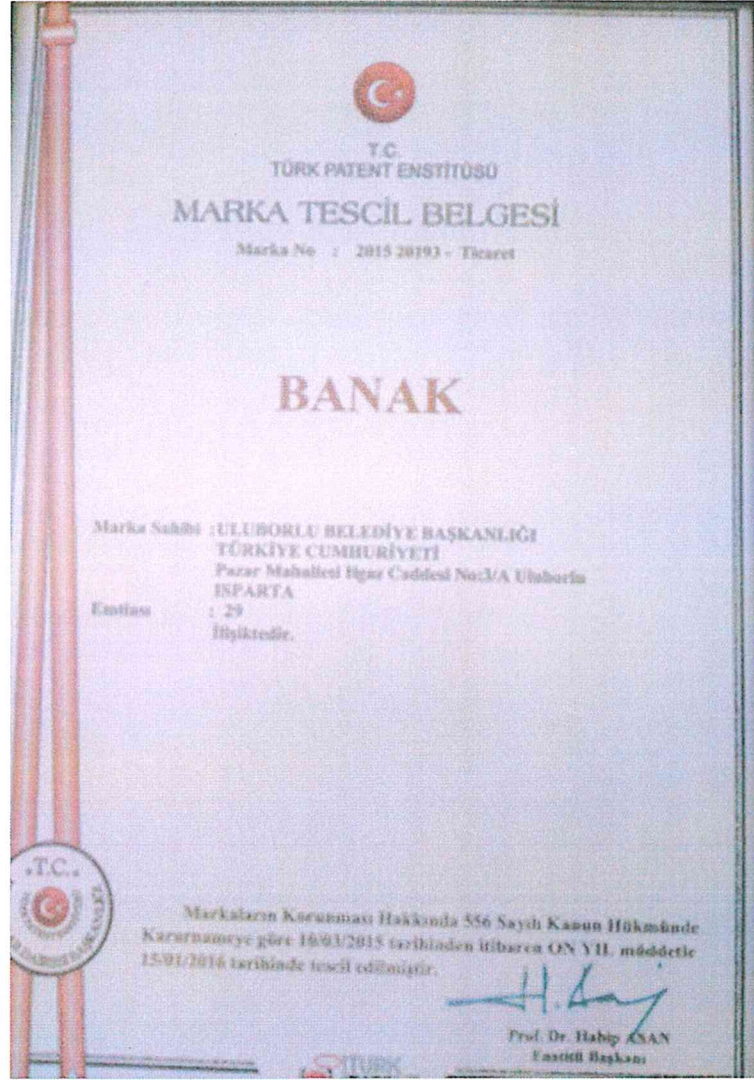 T.C.
TÜRK PATENT ENSTİTÜSÜ
MARKA TESCİL BELGESİ
Marka No : 2015 20193 - Ticaret
BANAK
Marka Sahibi : ULUBORLU BELEDİYE BAŞKANLIĞI
TÜRKİYE CUMHURİYETİ
Pazar Mahallesi Caddesi No:3/A Uluborlu
ISPARTA
Emtiası : 29
İlişiktedir.
T.C.
Markaların Korunması Hakkında 556 Sayılı Kanun Hükmünde
Kararnameye göre 10/03/2015 tarihinden itibaren ON YIL müddetle
15/01/2016 tarihinde tescil edilmiştir.
Prof. Dr. Habip ASAN
Enstitü Başkanı
TURK